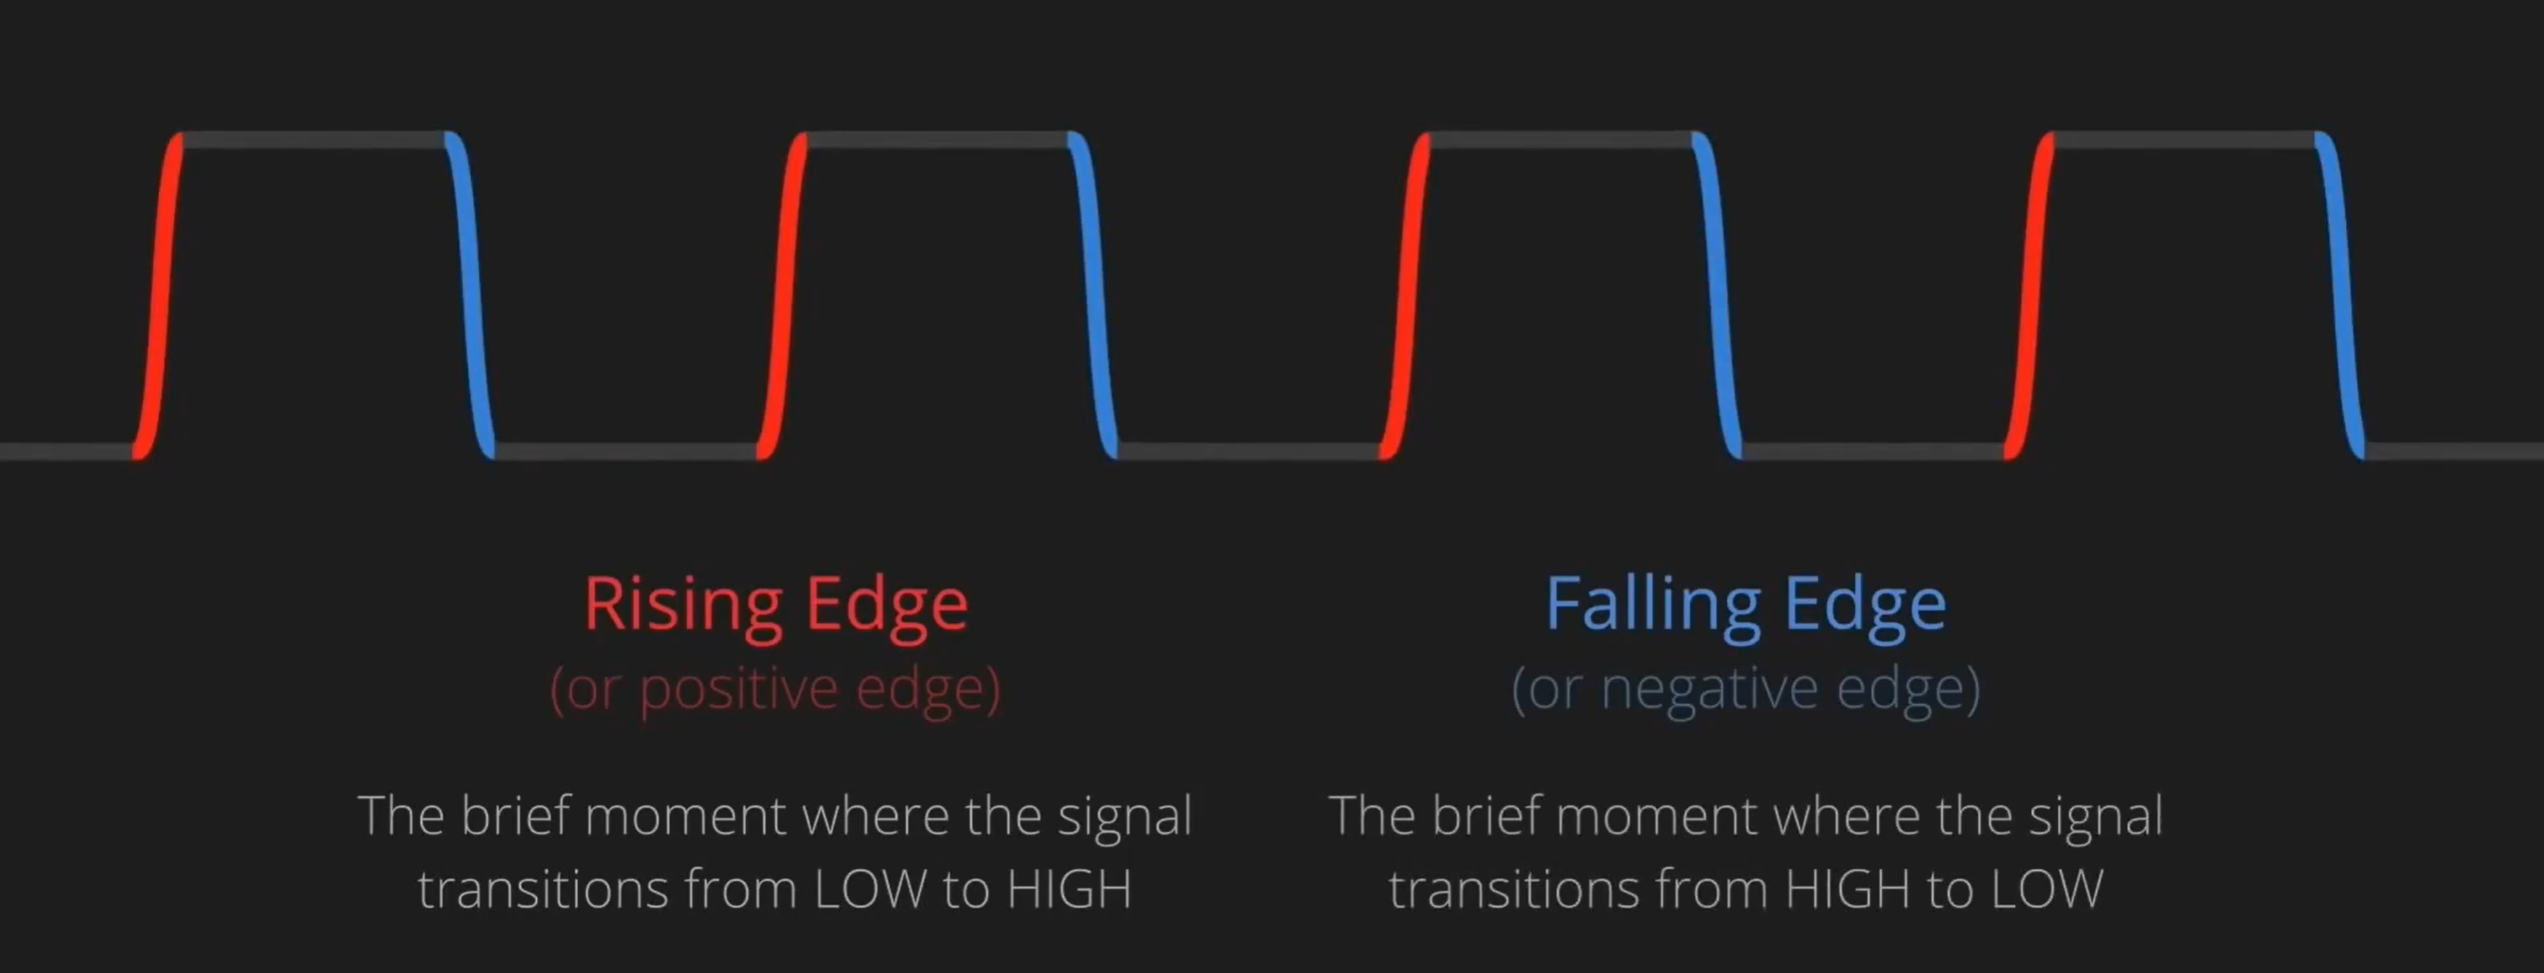 Rising Edge
(or positive edge)
The brief moment where the signal
transitions from LOW to HIGH
Falling Edge
(or negative edge)
The brief moment where the signal
transitions from HIGH to LOW